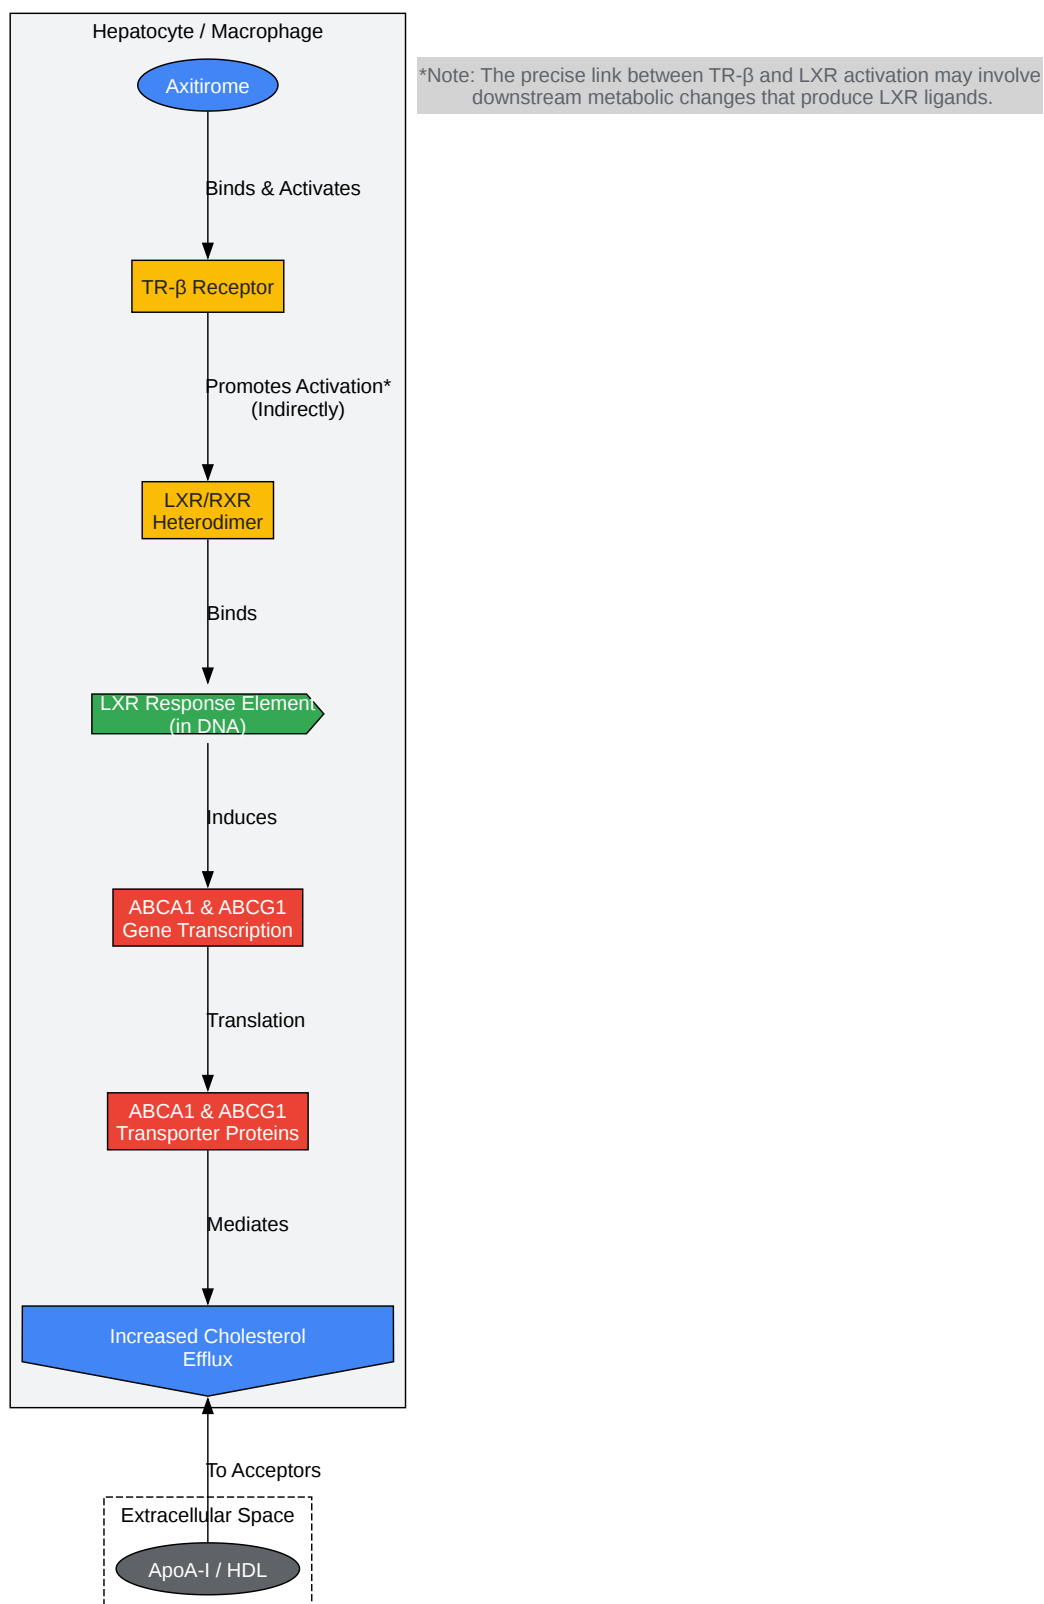 Hepatocyte / Macrophage
Axitirome
*Note: The precise link between TR-β and LXR activation may involve
downstream metabolic changes that produce LXR ligands.
Binds & Activates
TR-β Receptor
Promotes Activation*
(Indirectly)
LXR/RXR
Heterodimer
Binds
LXR Response Element
(in DNA)
Induces
ABCA1 & ABCG1
Gene Transcription
Translation
ABCA1 & ABCG1
Transporter Proteins
Mediates
Increased Cholesterol
Efflux
To Acceptors
Extracellular Space
ApoA-I / HDL